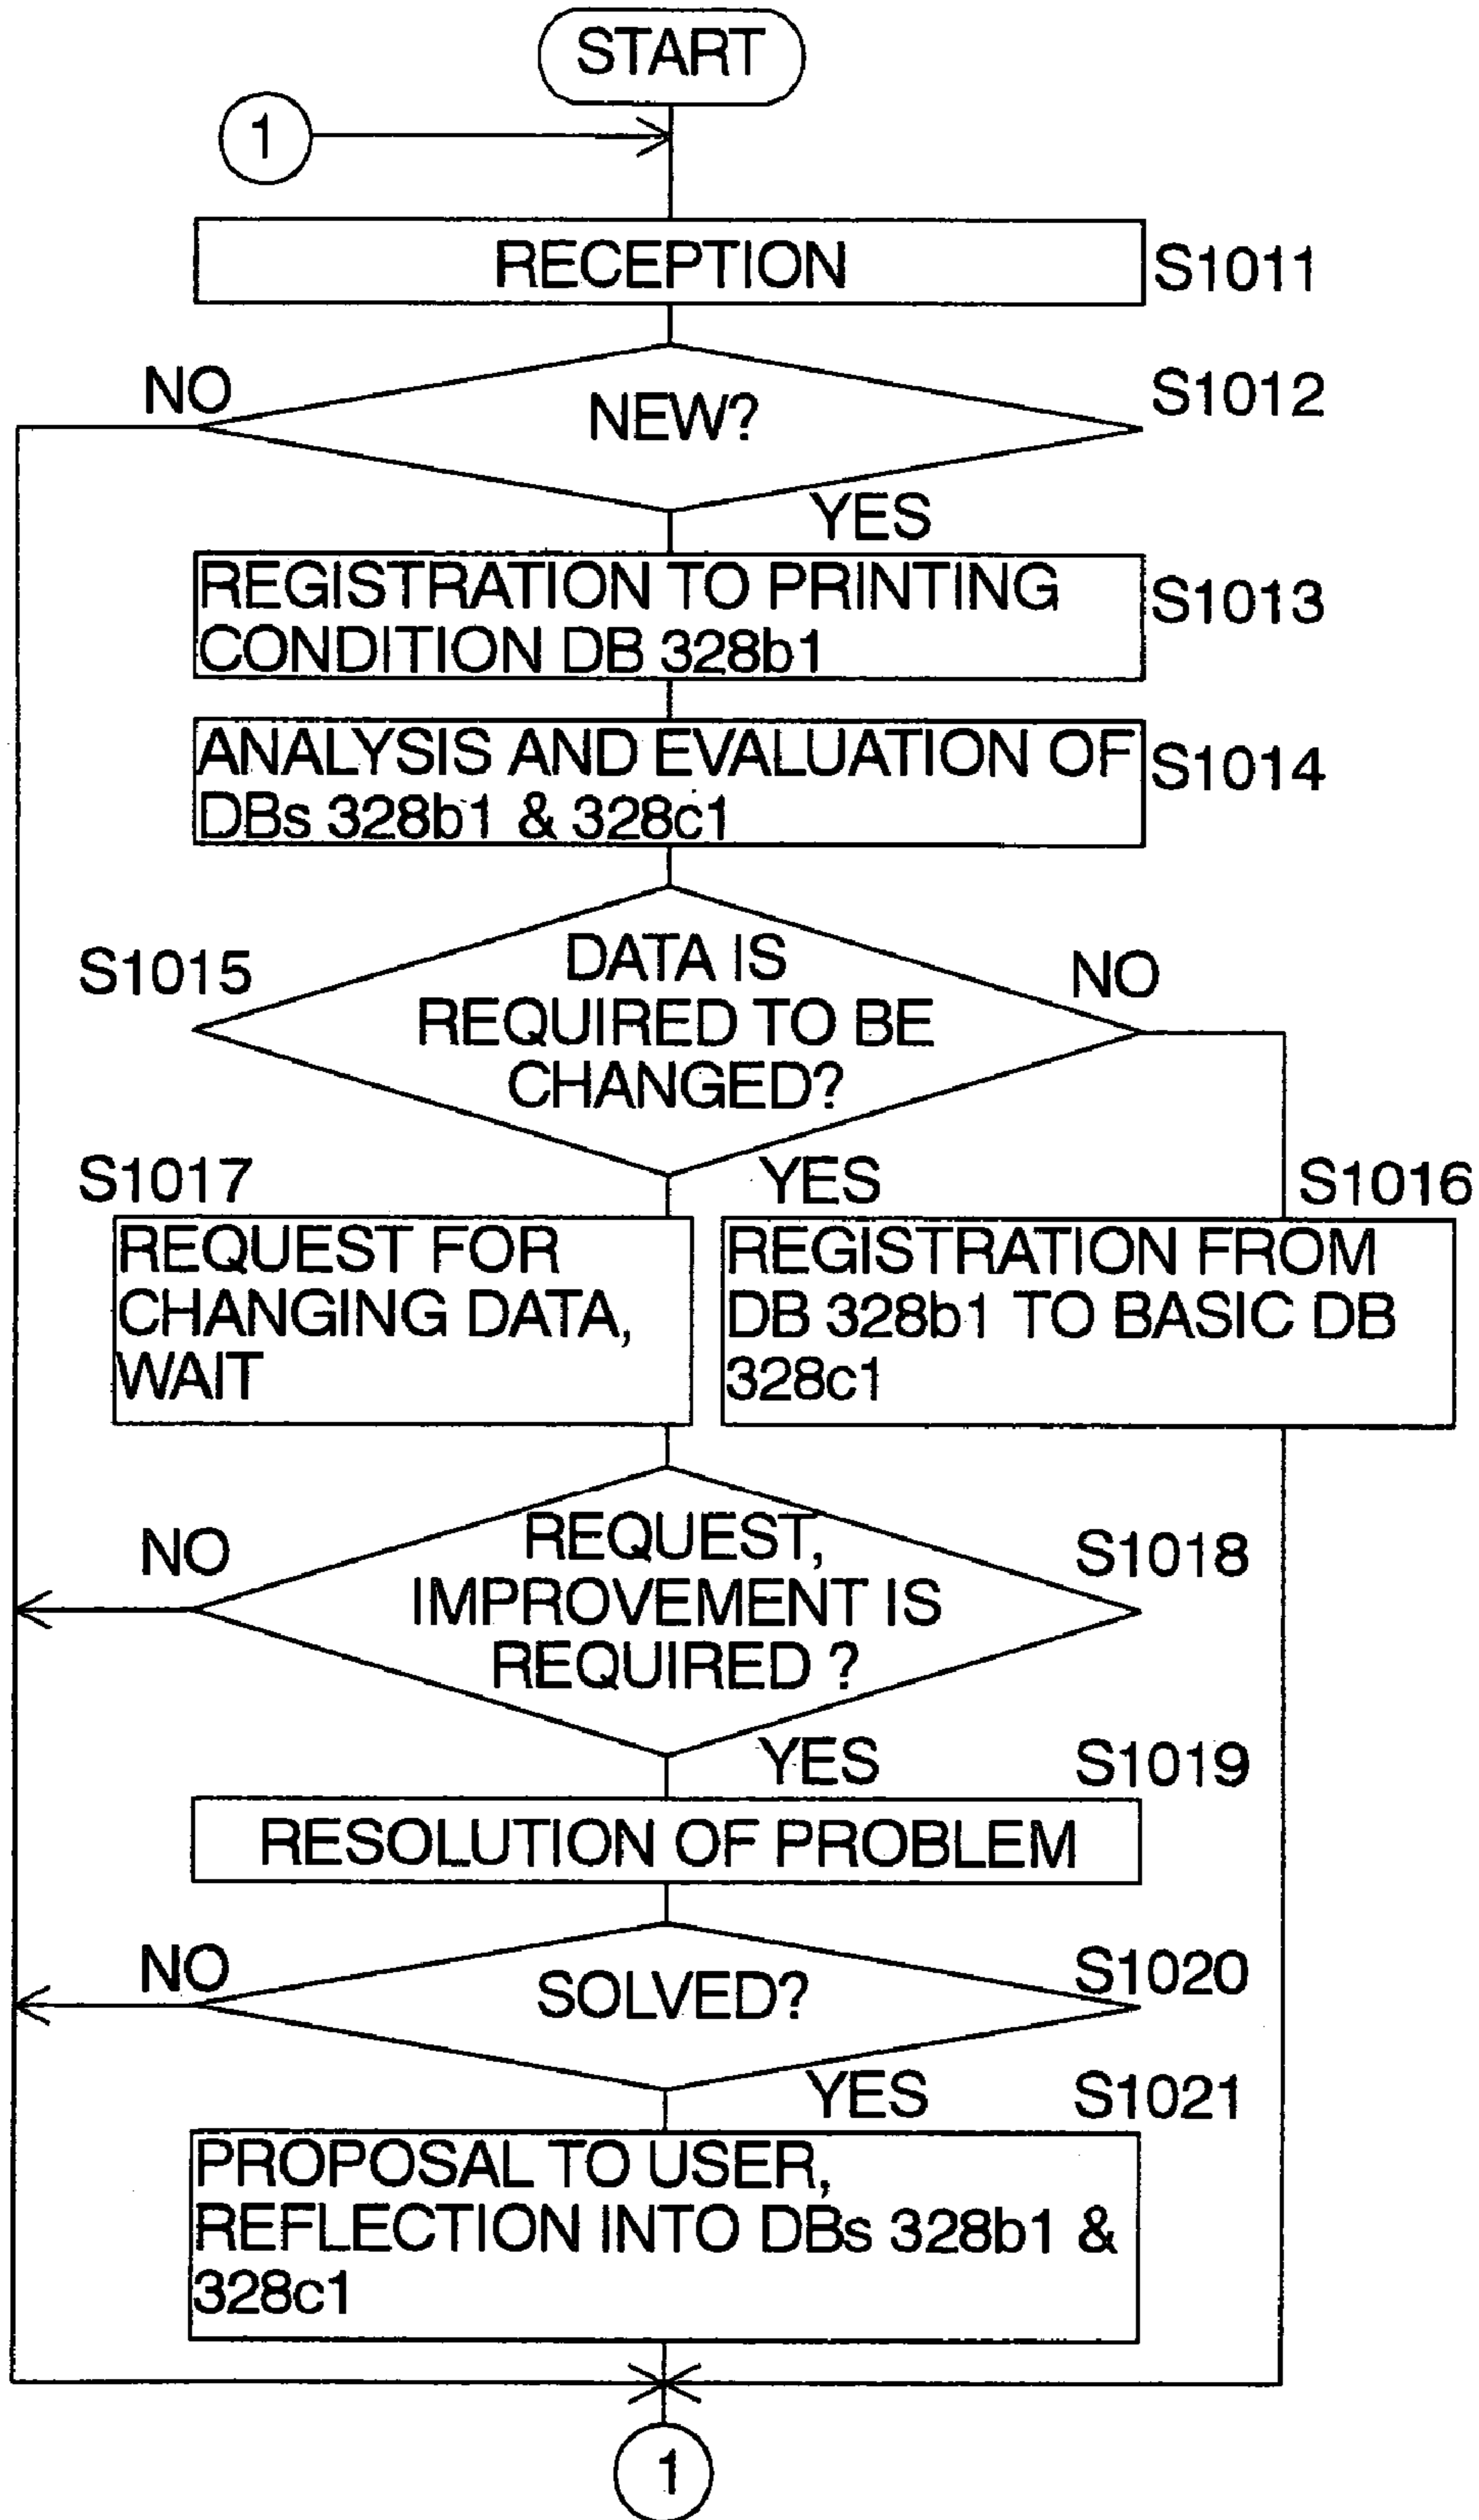 START
1
RECEPTION
S1011
NO
NEW?
S1012
YES
REGISTRATION TO PRINTING
CONDITION DB 328b1
S1013
ANALYSIS AND EVALUATION OF
DBs 328b1 & 328c1
S1014
S1015
DATA IS
REQUIRED TO BE
CHANGED?
NO
S1017
YES
S1016
REQUEST FOR
CHANGING DATA,
WAIT
REGISTRATION FROM
DB 328b1 TO BASIC DB
328c1
NO
REQUEST,
IMPROVEMENT IS
REQUIRED ?
S1018
YES
S1019
RESOLUTION OF PROBLEM
NO
SOLVED?
S1020
YES
S1021
PROPOSAL TO USER,
REFLECTION INTO DBs 328b1 &
328c1
1